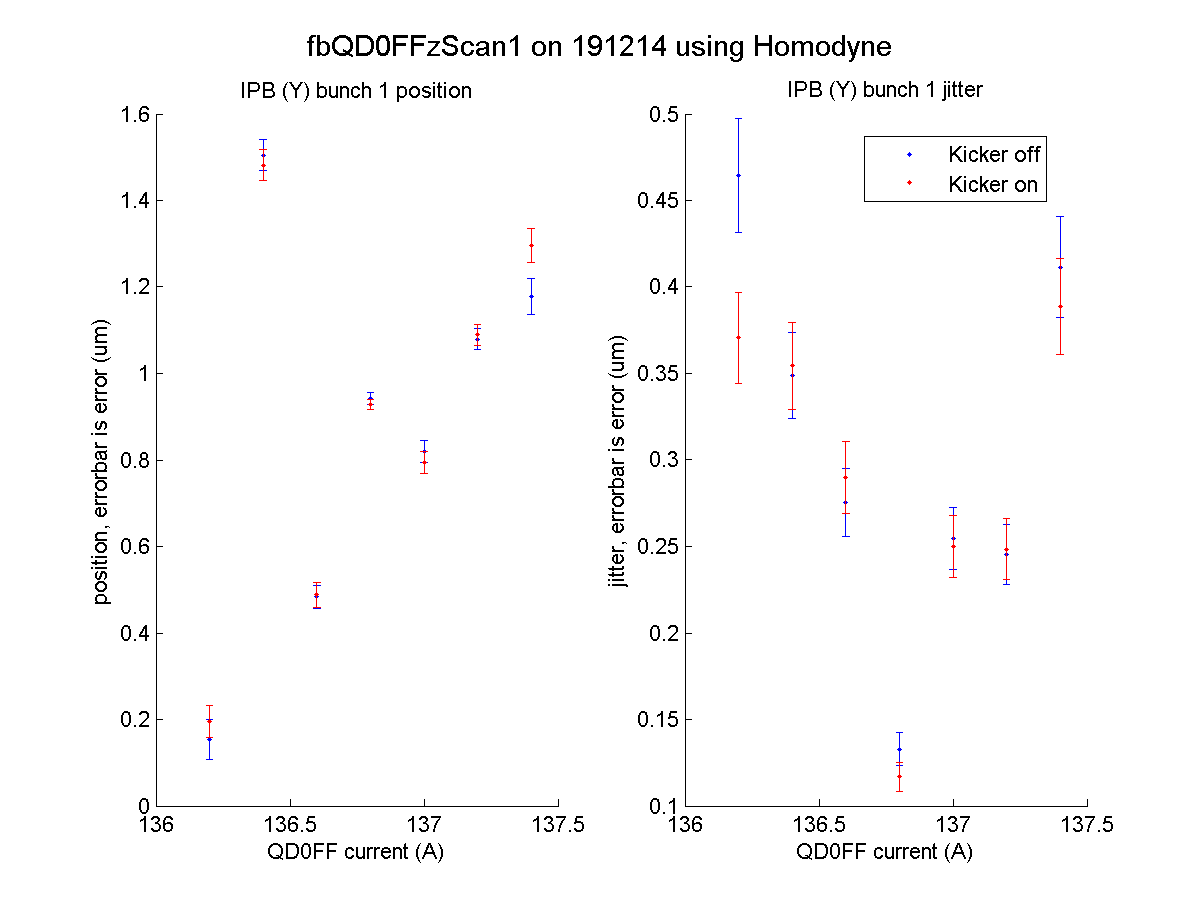 fbQD0FFzScan1 on 191214 using Homodyne
IPB (Y) bunch 1 position
1.6
1.4
1.2
1
0.8
0.6
0.4
0.2
0
136
136.5
137
137.5
QD0FF current (A)
position, errorbar is error (um)
IPB (Y) bunch 1 jitter
Kicker off
Kicker on
0.5
0.45
0.4
0.35
0.3
0.25
0.2
0.15
0.1
136
136.5
137
137.5
QD0FF current (A)
jitter, errorbar is error (um)